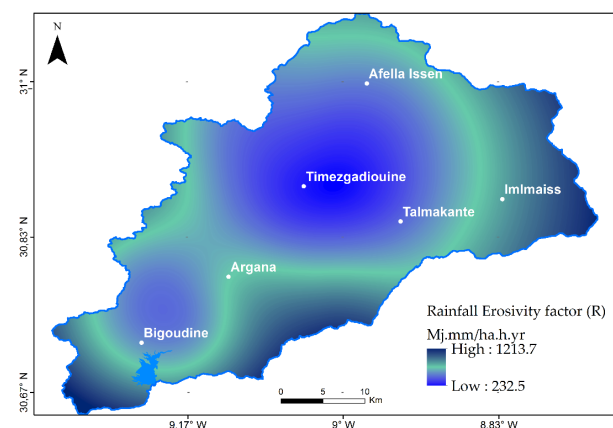 N
31° N
30.83° N
30.67° N
Afella Issen
Timezgadiouine
Imlmaiss
Talmakante
Argana
Bigoudine
Rainfall Erosivity factor (R)
Mj.mm/ha.h.yr
High : 1213.7
Low : 232.5
0 5 10
Km
9.17° W
9° W
8.83° W